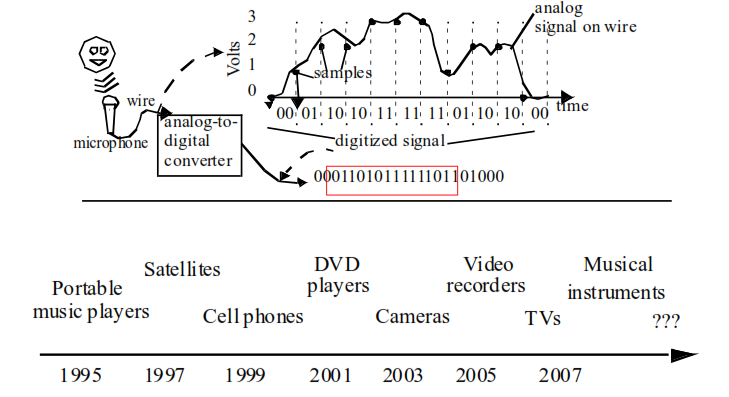 3
2
1
0
Volts
analog
signal on wire
samples
wire
microphone
analog-to-
digital
converter
00 01 10 10 11 11 11 01 10 10 00
time
digitized signal
0001101011111101101000
Portable
music players
Satellites
Cell phones
DVD
players
Cameras
Video
recorders
TVs
Musical
instruments
???
1995 1997 1999 2001 2003 2005 2007